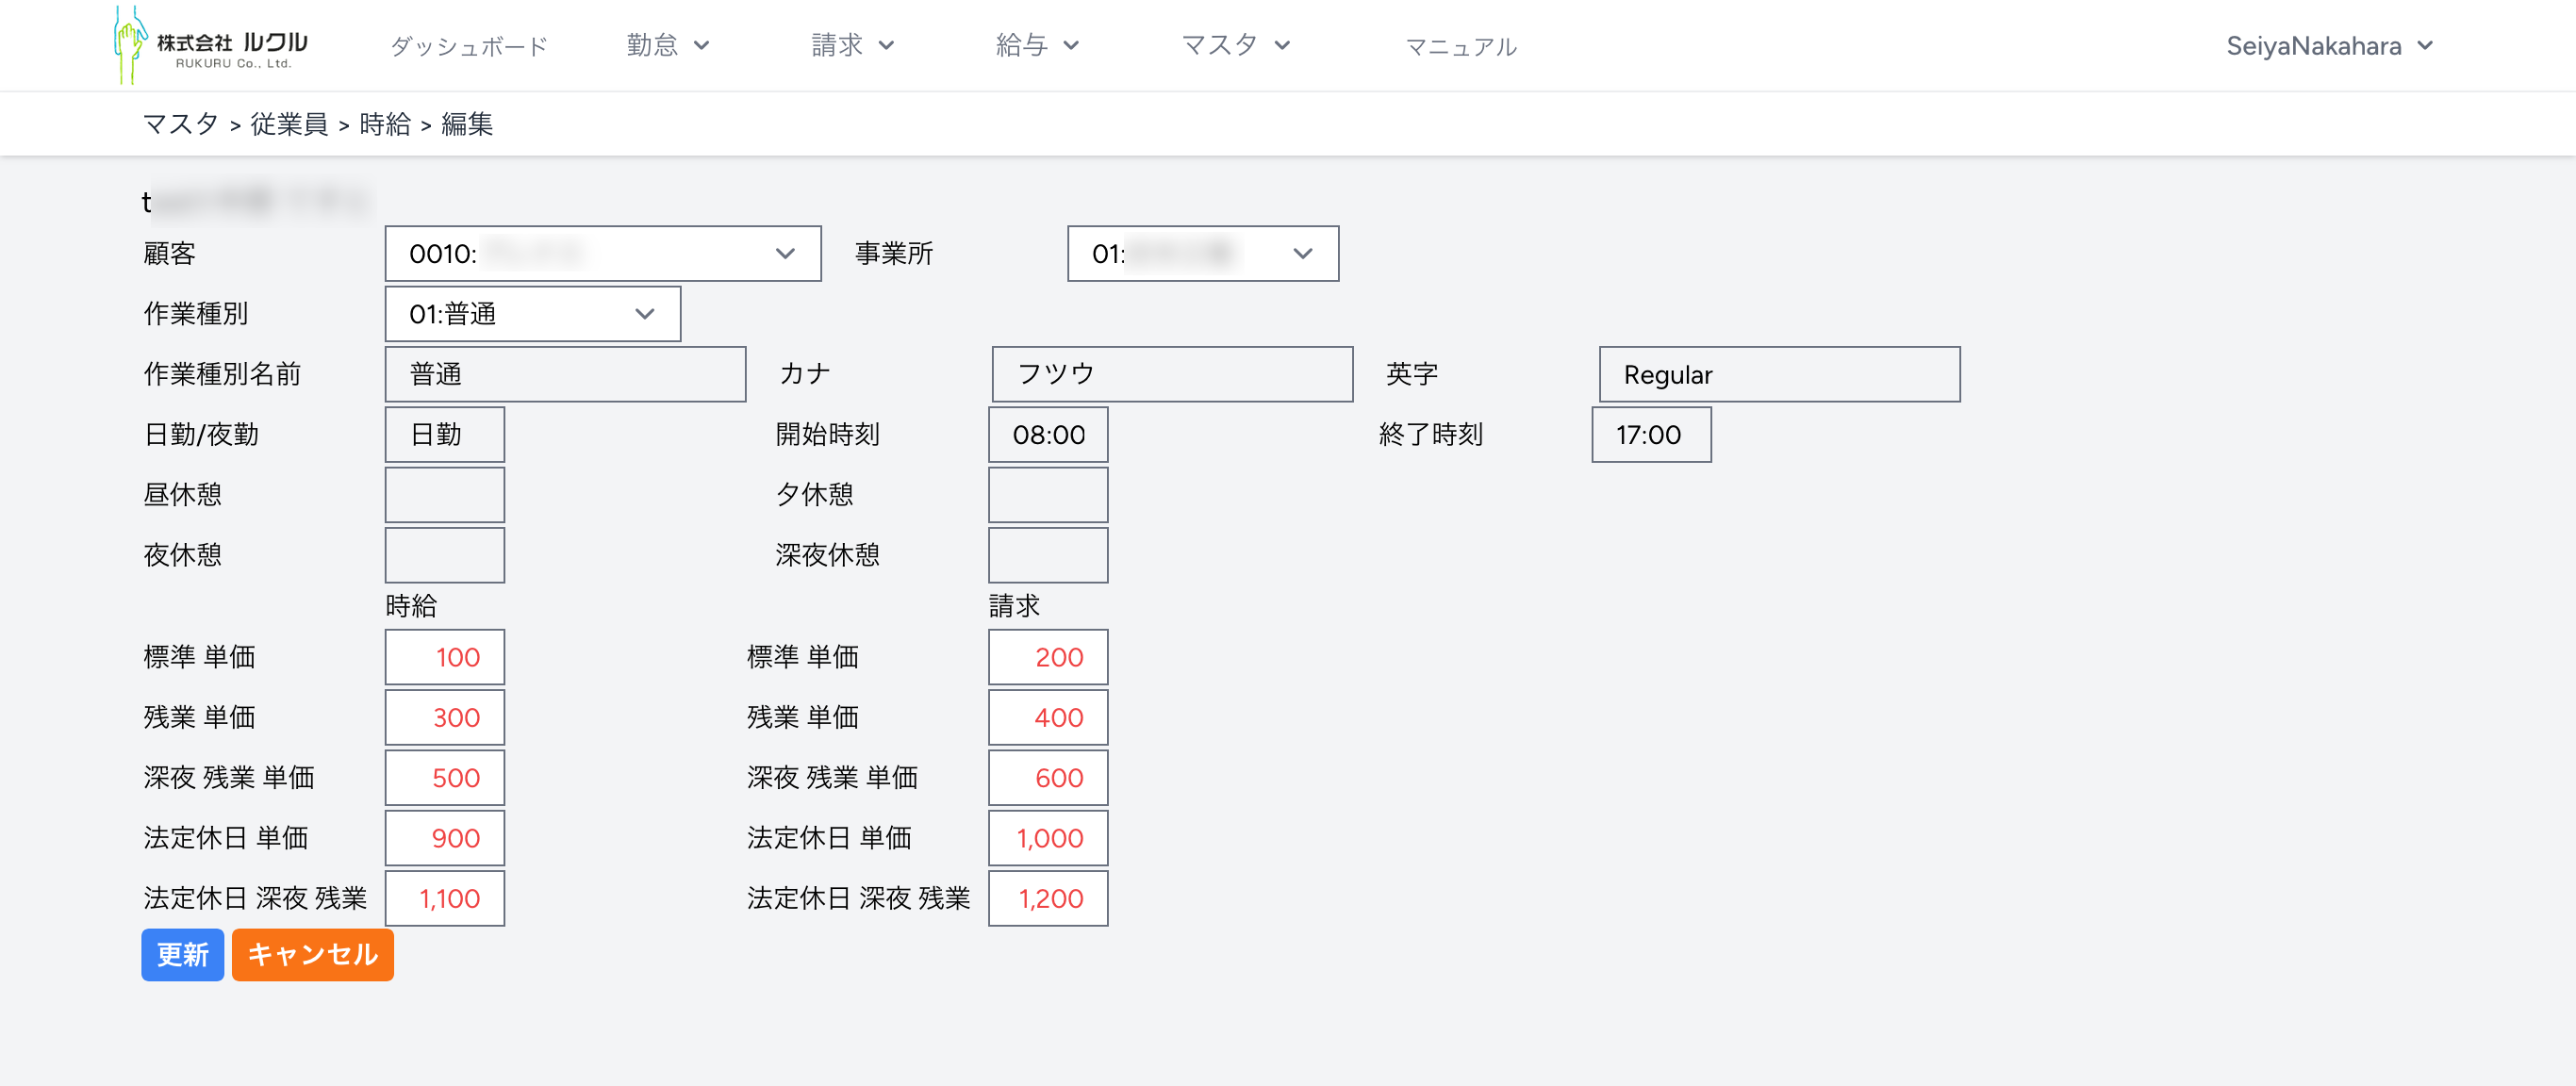 株式会社 ルクル
RUKURU Co., Ltd.
ダッシュボード 勤怠 請求 給与 マスタ マニュアル SeiyaNakahara
マスタ > 従業員 > 時給 > 編集
t
顧客 0010: 事業所 01:
作業種別 01:普通
作業種別名前 普通 カナ フツウ 英字 Regular
日勤/夜勤 日勤 開始時刻 08:00 終了時刻 17:00
昼休憩 夕休憩
夜休憩 深夜休憩
時給 請求
標準 単価 100 標準 単価 200
残業 単価 300 残業 単価 400
深夜 残業 単価 500 深夜 残業 単価 600
法定休日 単価 900 法定休日 単価 1,000
法定休日 深夜 残業 1,100 法定休日 深夜 残業 1,200
更新 キャンセル